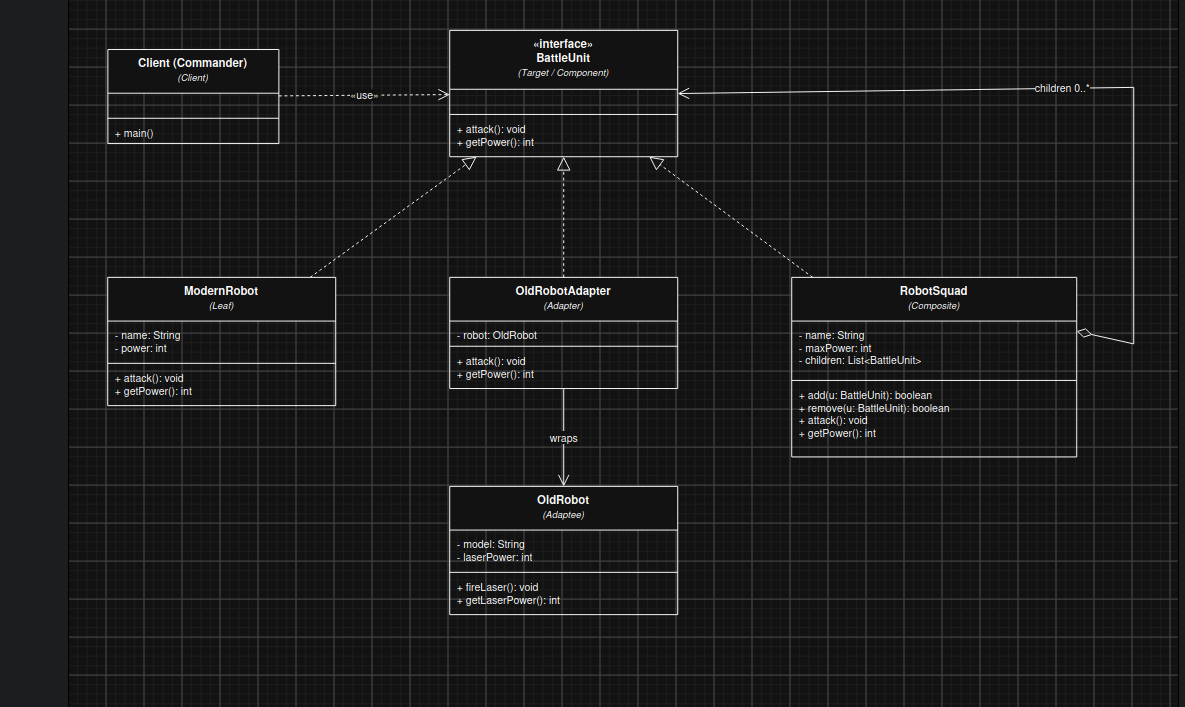 Client (Commander)
(Client)
+ main()
«use»
«interface»
BattleUnit
(Target / Component)
+ attack(): void
+ getPower(): int
children 0..*
ModernRobot
(Leaf)
- name: String
- power: int
+ attack(): void
+ getPower(): int
OldRobotAdapter
(Adapter)
- robot: OldRobot
+ attack(): void
+ getPower(): int
RobotSquad
(Composite)
- name: String
- maxPower: int
- children: List<BattleUnit>
+ add(u: BattleUnit): boolean
+ remove(u: BattleUnit): boolean
+ attack(): void
+ getPower(): int
wraps
OldRobot
(Adaptee)
- model: String
- laserPower: int
+ fireLaser(): void
+ getLaserPower(): int